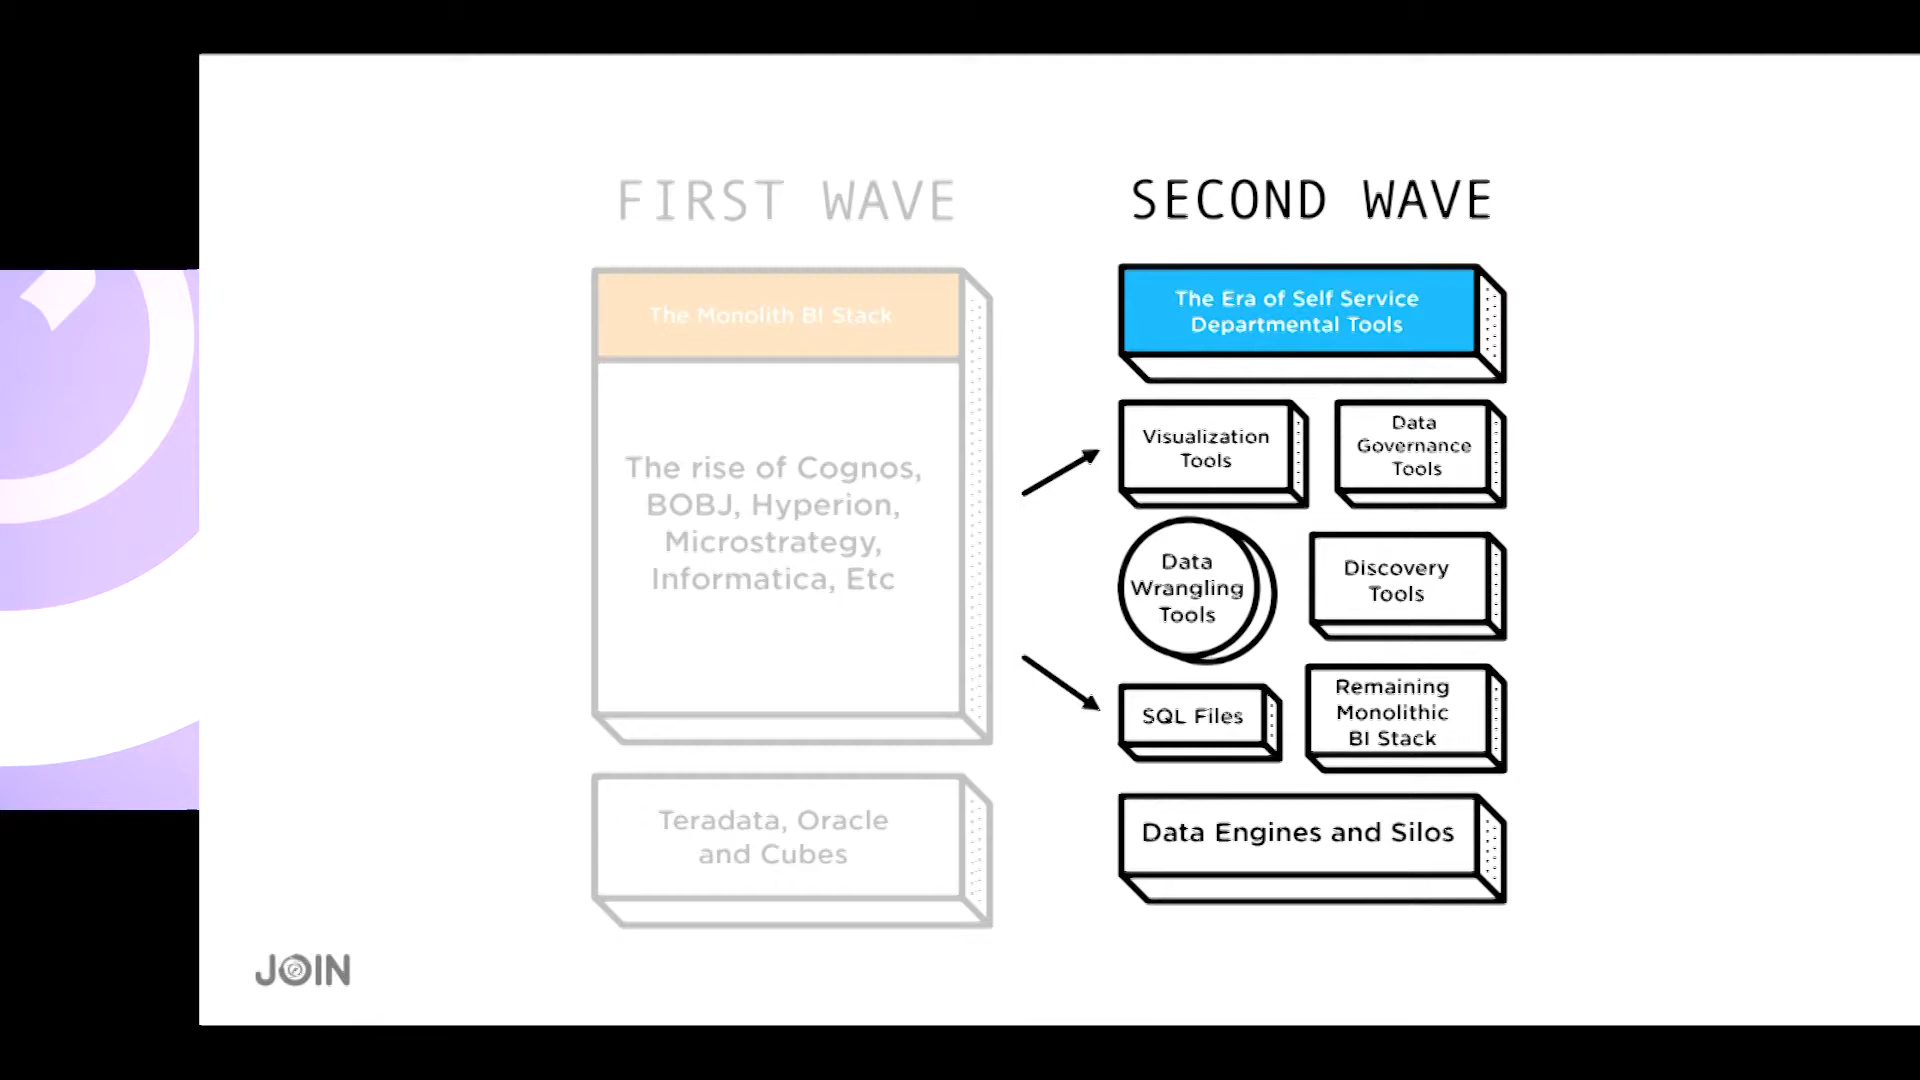 FIRST WAVE
The Monolith BI Stack
The rise of Cognos,
BOBJ, Hyperion,
Microstrategy,
Informatica, Etc
Teradata, Oracle
and Cubes
SECOND WAVE
The Era of Self Service
Departmental Tools
Visualization
Tools
Data
Governance
Tools
Data
Wrangling
Tools
Discovery
Tools
SQL Files
Remaining
Monolithic
BI Stack
Data Engines and Silos
JOIN